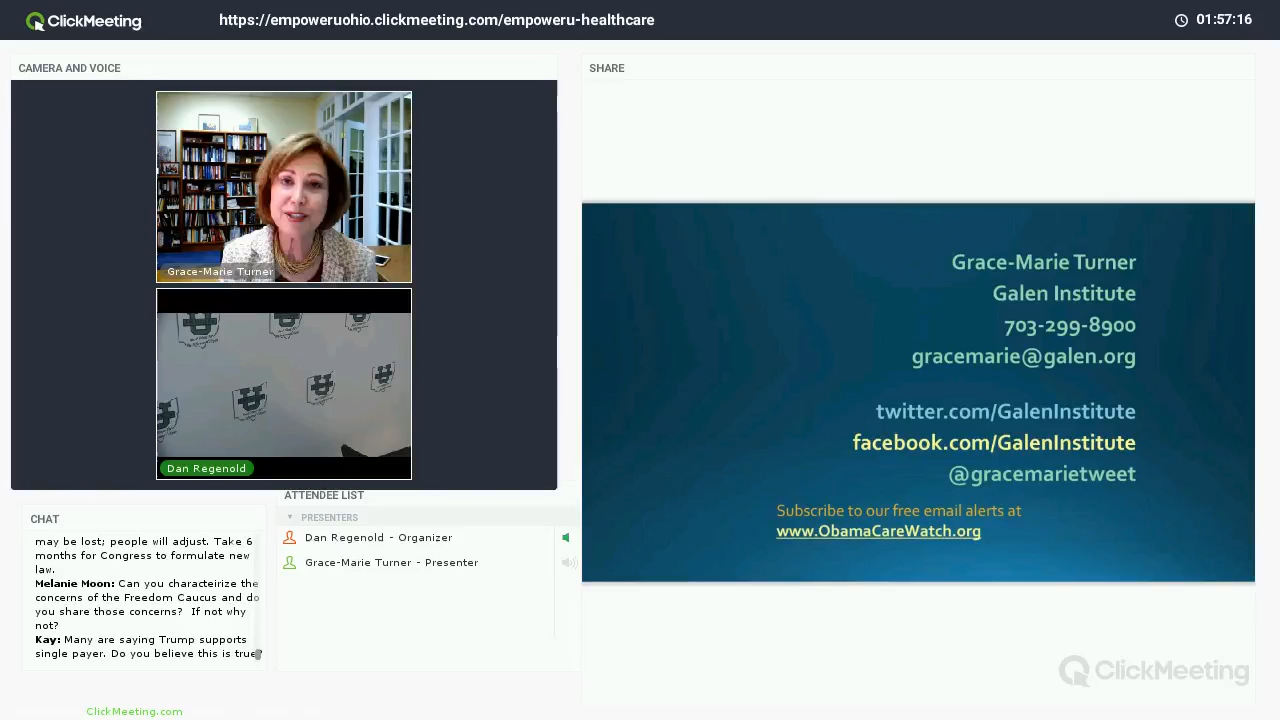 ClickMeeting
https://empoweruohio.clickmeeting.com/empoweru-healthcare
01:57:16
CAMERA AND VOICE
Grace-Marie Turner
Dan Regenold
CHAT
may be lost; people will adjust. Take 6
months for Congress to formulate new
law.
Melanie Moon: Can you characteirize the
concerns of the Freedom Caucus and do
you share those concerns? If not why
not?
Kay: Many are saying Trump supports
single payer. Do you believe this is true?
ATTENDEE LIST
PRESENTERS
Dan Regenold - Organizer
Grace-Marie Turner - Presenter
SHARE
Grace-Marie Turner
Galen Institute
703-299-8900
gracemarie@galen.org
twitter.com/GalenInstitute
facebook.com/GalenInstitute
@gracemarietweet
Subscribe to our free email alerts at
www.ObamaCareWatch.org
ClickMeeting
ClickMeeting.com